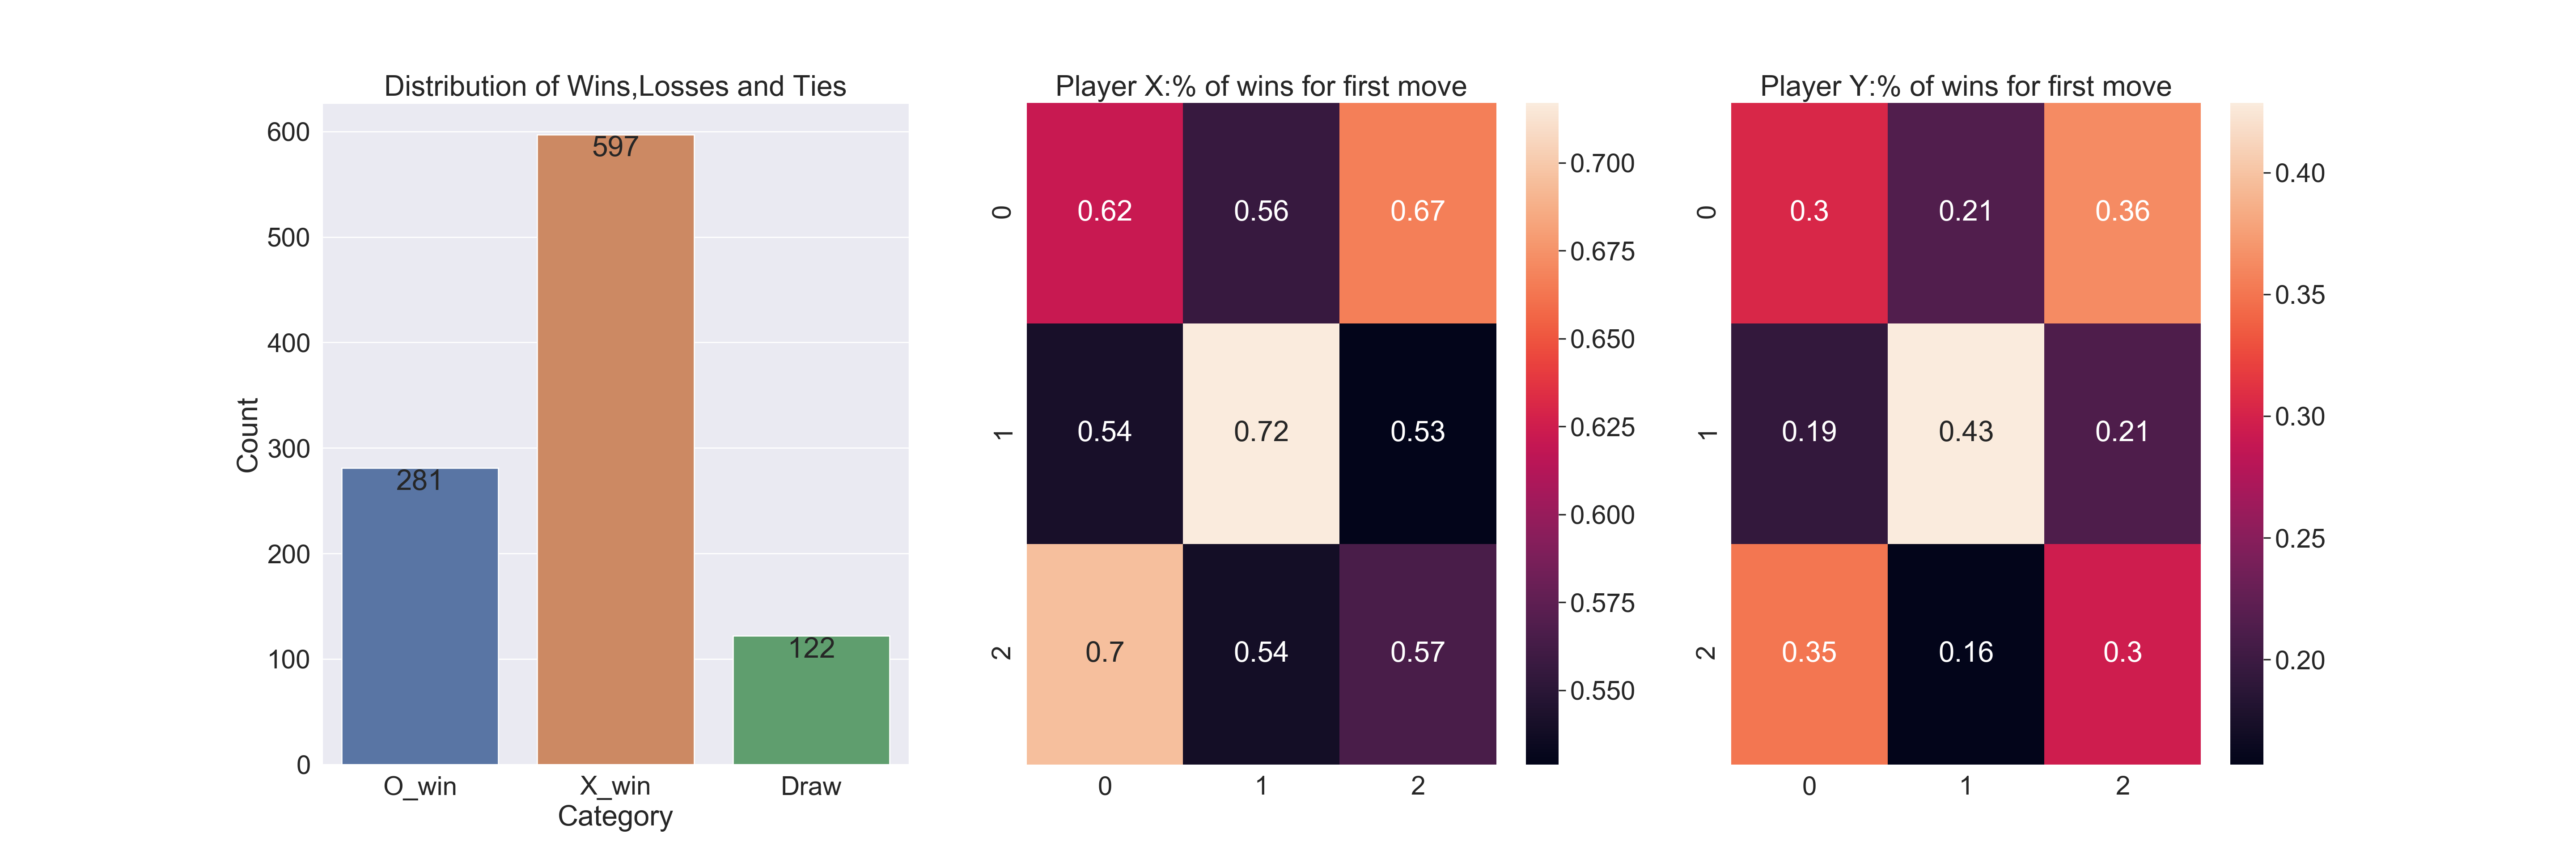 Distribution of Wins,Losses and Ties
600
500
400
300
200
100
0
Count
597
281
122
O_win
X_win
Draw
Category
Player X:% of wins for first move
0
1
2
0.62 0.56 0.67
0.54 0.72 0.53
0.7 0.54 0.57
0 1 2
0.700
0.675
0.650
0.625
0.600
0.575
0.550
Player Y:% of wins for first move
0
1
2
0.3 0.21 0.36
0.19 0.43 0.21
0.35 0.16 0.3
0 1 2
0.40
0.35
0.30
0.25
0.20